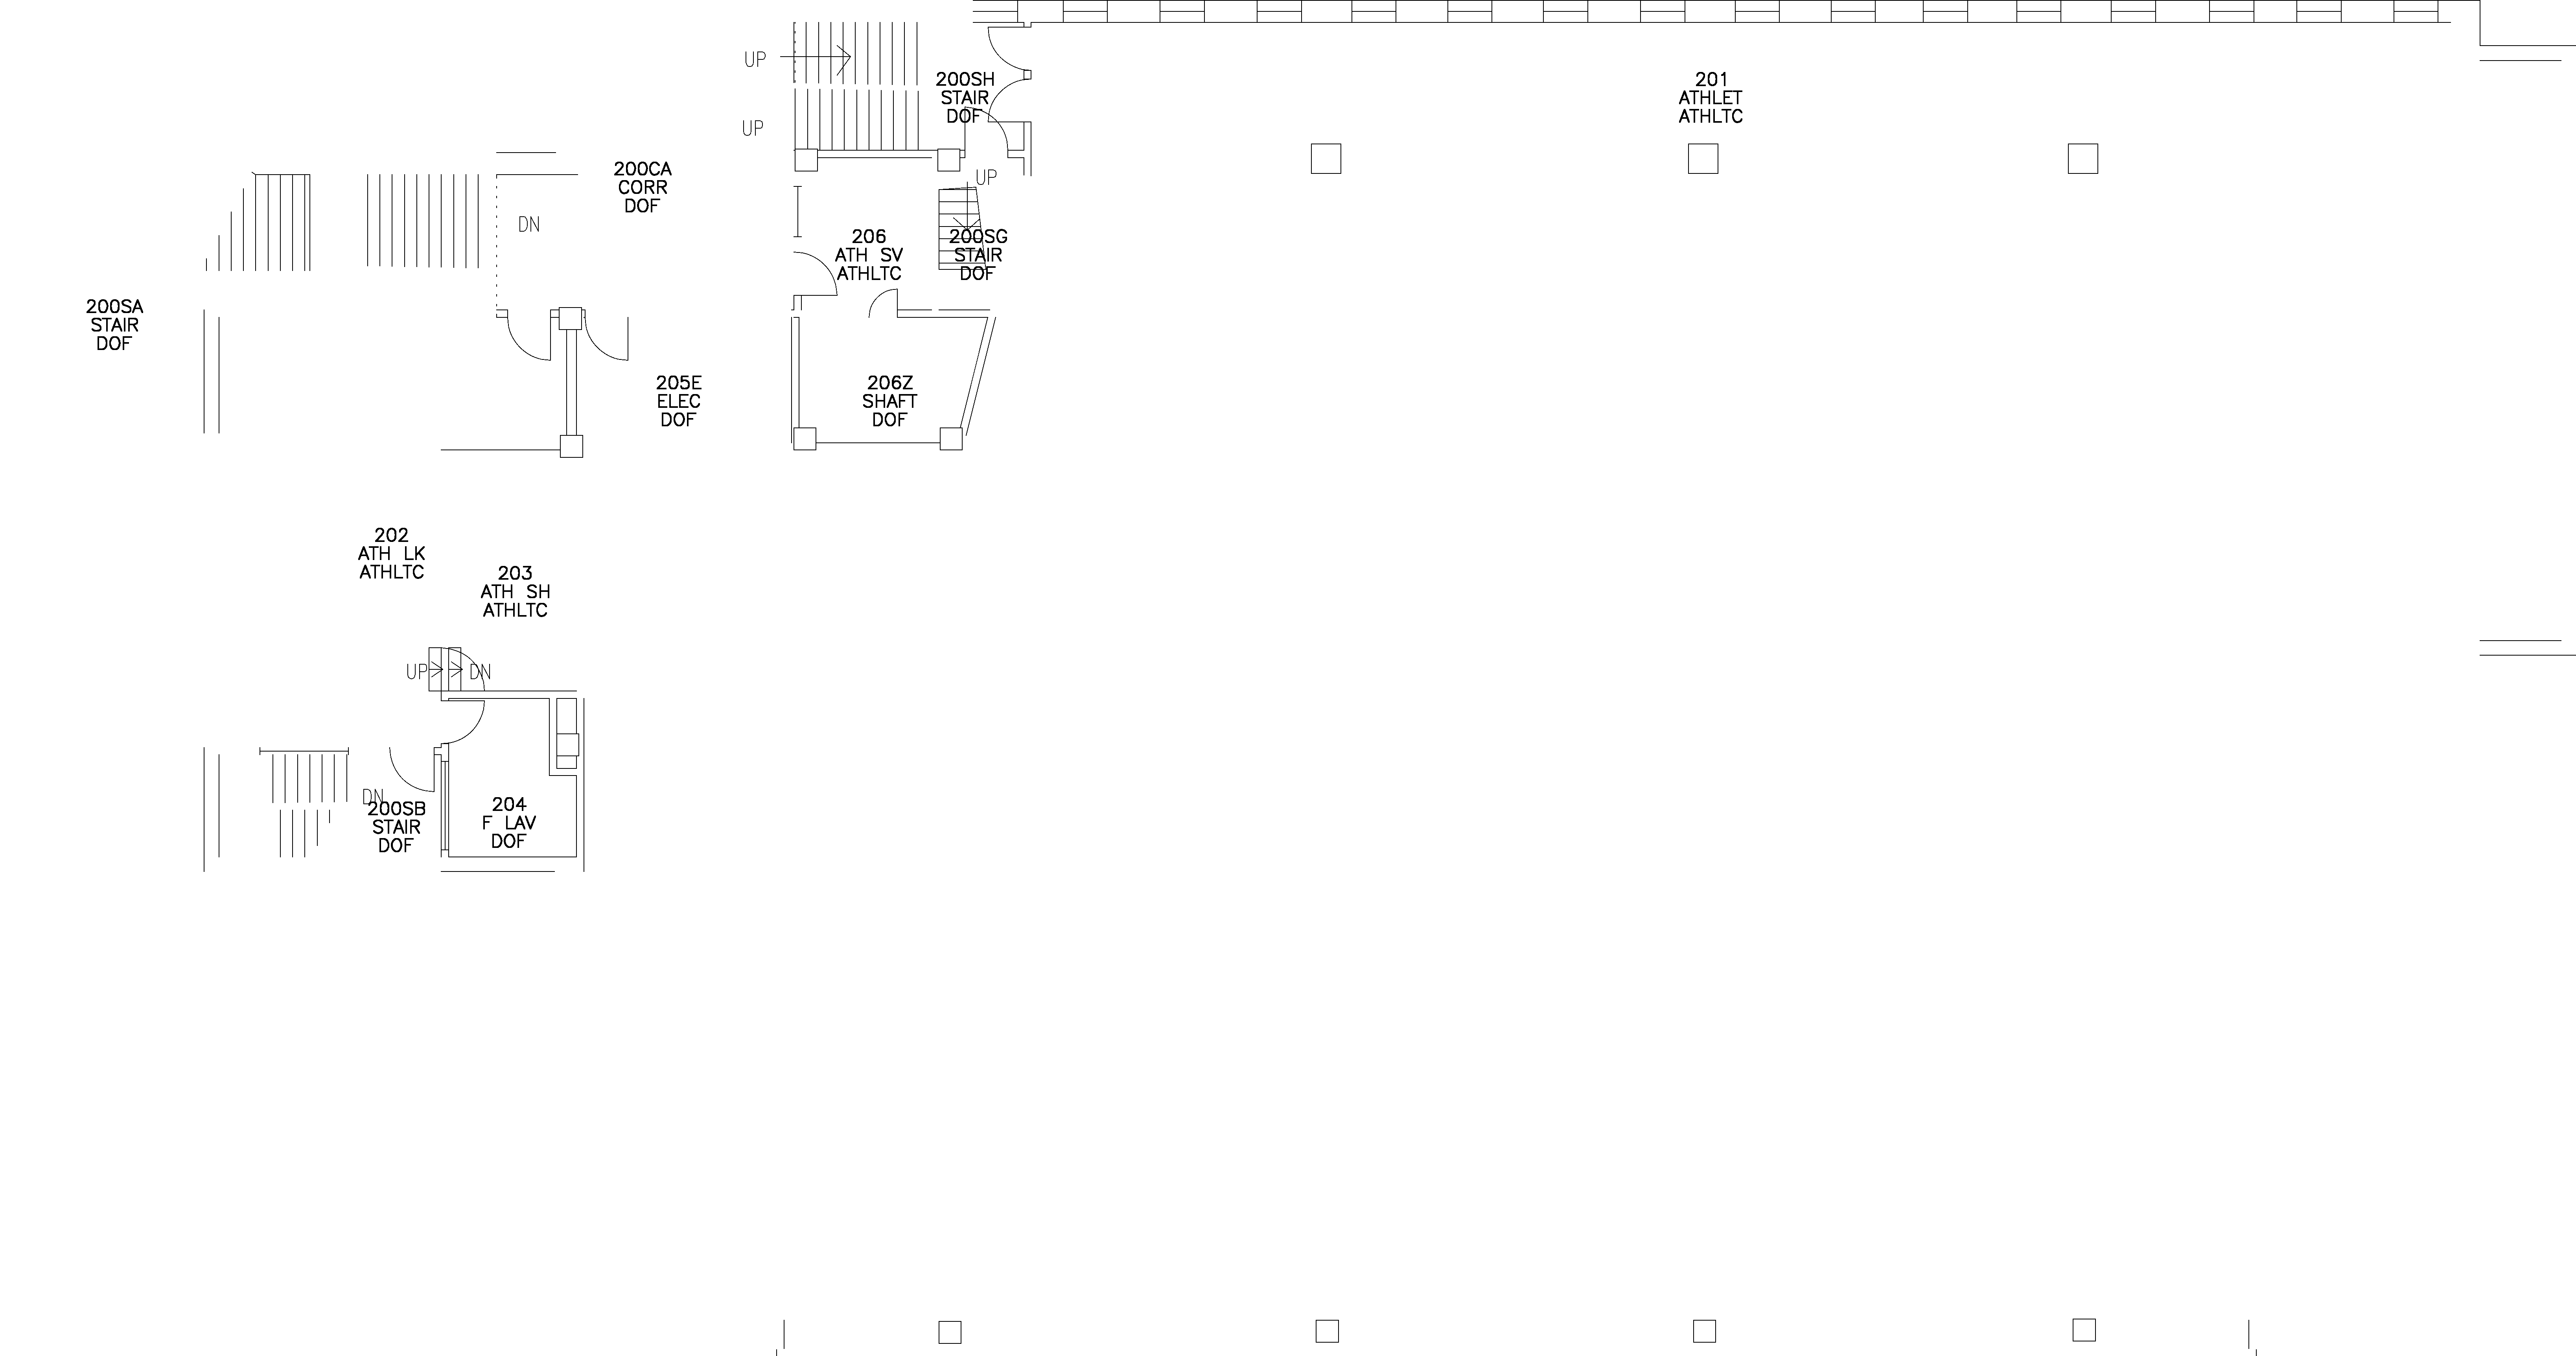 UP
200SH
STAIR
DOF
201
ATHLET
ATHLTC
UP
200CA
CORR
DOF
UP
DN
206
ATH SV
ATHLTC
200SG
STAIR
DOF
200SA
STAIR
DOF
205E
ELEC
DOF
206Z
SHAFT
DOF
202
ATH LK
ATHLTC
203
ATH SH
ATHLTC
UP
DN
DN
200SB
STAIR
DOF
204
F LAV
DOF